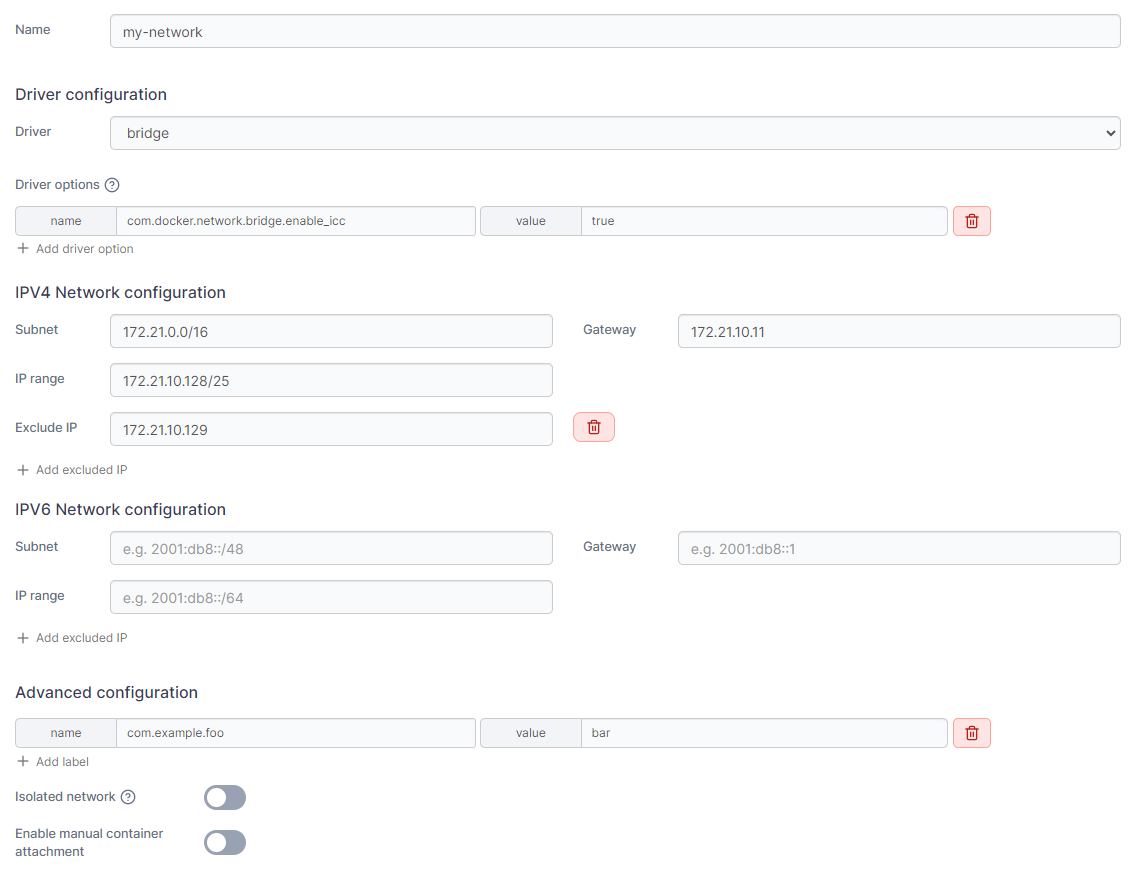 Name my-network
Driver configuration
Driver bridge
Driver options ?
name com.docker.network.bridge.enable_icc value true
+ Add driver option
IPV4 Network configuration
Subnet 172.21.0.0/16 Gateway 172.21.10.11
IP range 172.21.10.128/25
Exclude IP 172.21.10.129
+ Add excluded IP
IPV6 Network configuration
Subnet e.g. 2001:db8::/48 Gateway e.g. 2001:db8::1
IP range e.g. 2001:db8::/64
+ Add excluded IP
Advanced configuration
name com.example.foo value bar
+ Add label
Isolated network ?
Enable manual container
attachment